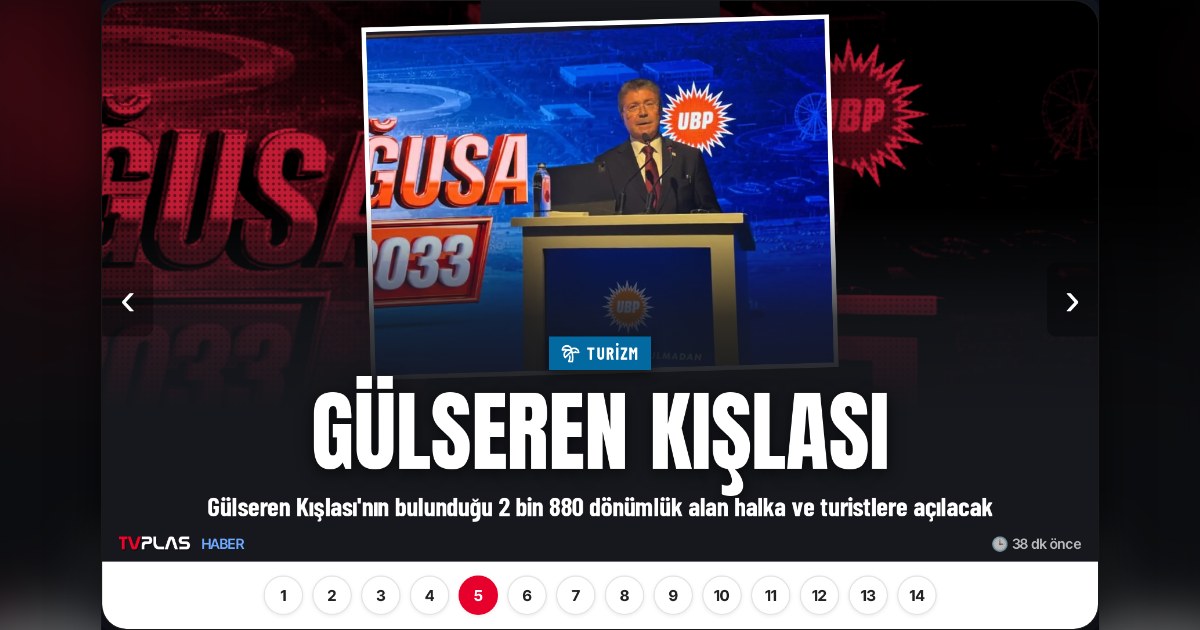 ĞUSA
2033
UBP
UBP
TURİZM
GÜLSEREN KIŞLASI
Gülseren Kışlası'nın bulunduğu 2 bin 880 dönümlük alan halka ve turistlere açılacak
TVPLAS HABER
38 dk önce
1 2 3 4 5 6 7 8 9 10 11 12 13 14